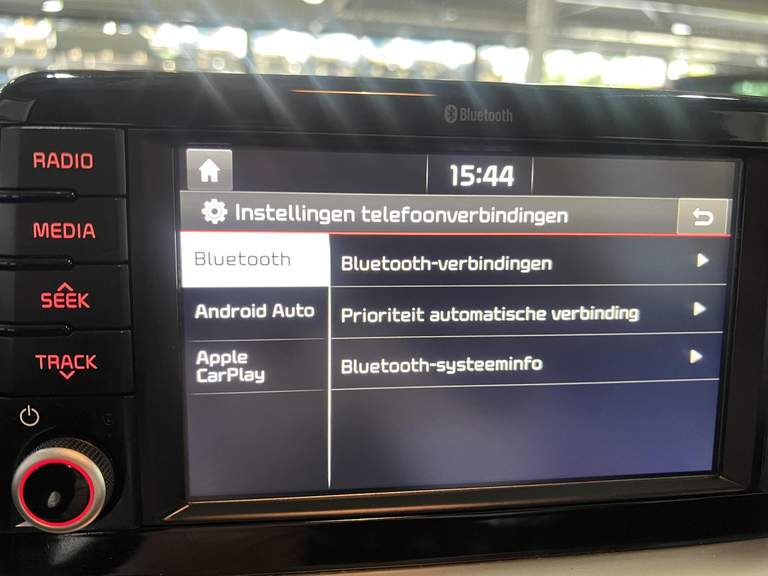 Bluetooth
RADIO
MEDIA
SEEK
TRACK
15:44
Instellingen telefoonverbindingen
Bluetooth
Android Auto
Apple
CarPlay
Bluetooth-verbindingen
Prioriteit automatische verbinding
Bluetooth-systeeminfo